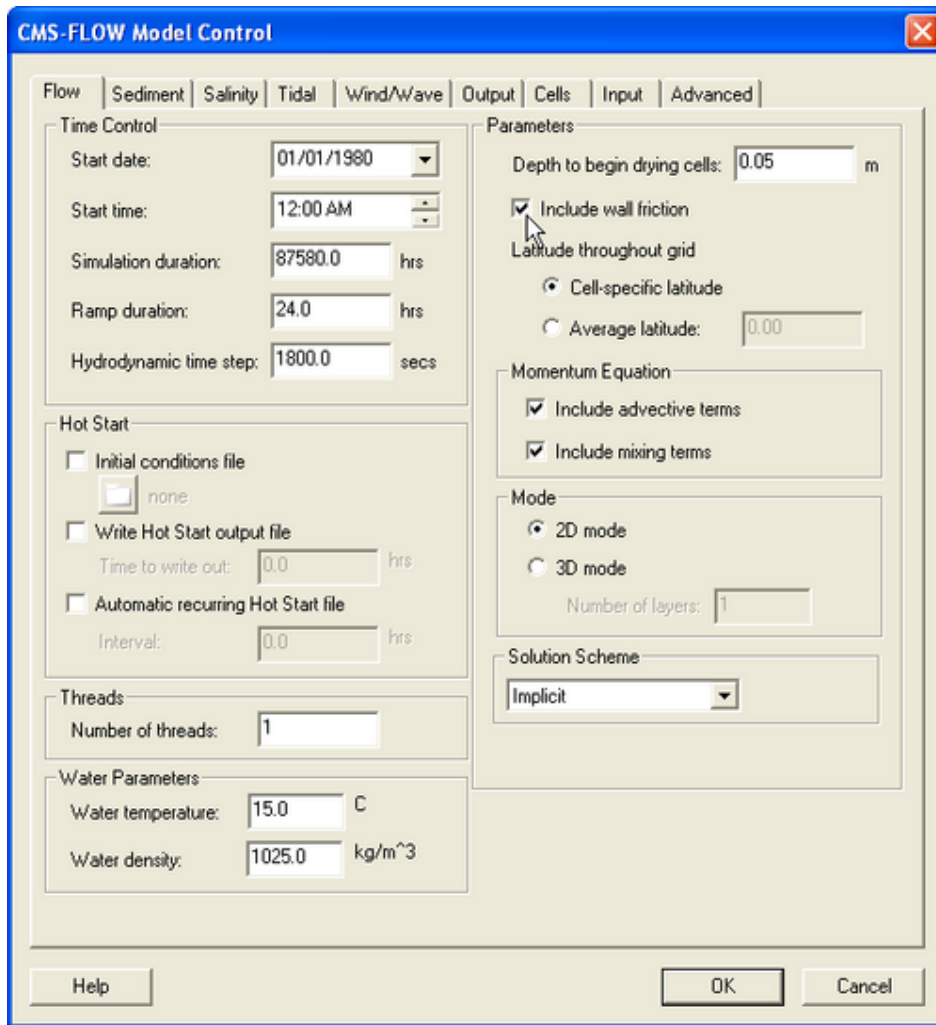 CMS-FLOW Model Control
Flow Sediment Salinity Tidal Wind/Wave Output Cells Input Advanced
Time Control
Start date: 01/01/1980
Start time: 12:00 AM
Simulation duration: 87580.0 hrs
Ramp duration: 24.0 hrs
Hydrodynamic time step: 1800.0 secs
Hot Start
Initial conditions file
none
Write Hot Start output file
Time to write out: 0.0 hrs
Automatic recurring Hot Start file
Interval: 0.0 hrs
Threads
Number of threads: 1
Water Parameters
Water temperature: 15.0 C
Water density: 1025.0 kg/m^3
Parameters
Depth to begin drying cells: 0.05 m
Include wall friction
Latitude throughout grid
Cell-specific latitude
Average latitude: 0.00
Momentum Equation
Include advective terms
Include mixing terms
Mode
2D mode
3D mode
Number of layers: 1
Solution Scheme
Implicit
Help OK Cancel